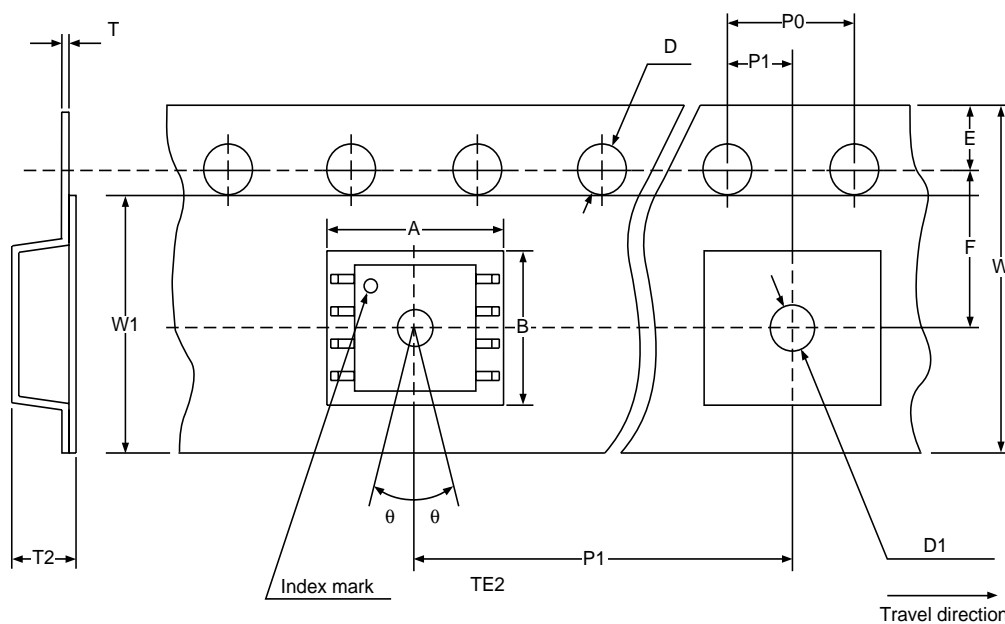 P0
T
D
P1
E
A
F
W
W1
B
θ θ
T2
P1
D1
Index mark
TE2
Travel direction